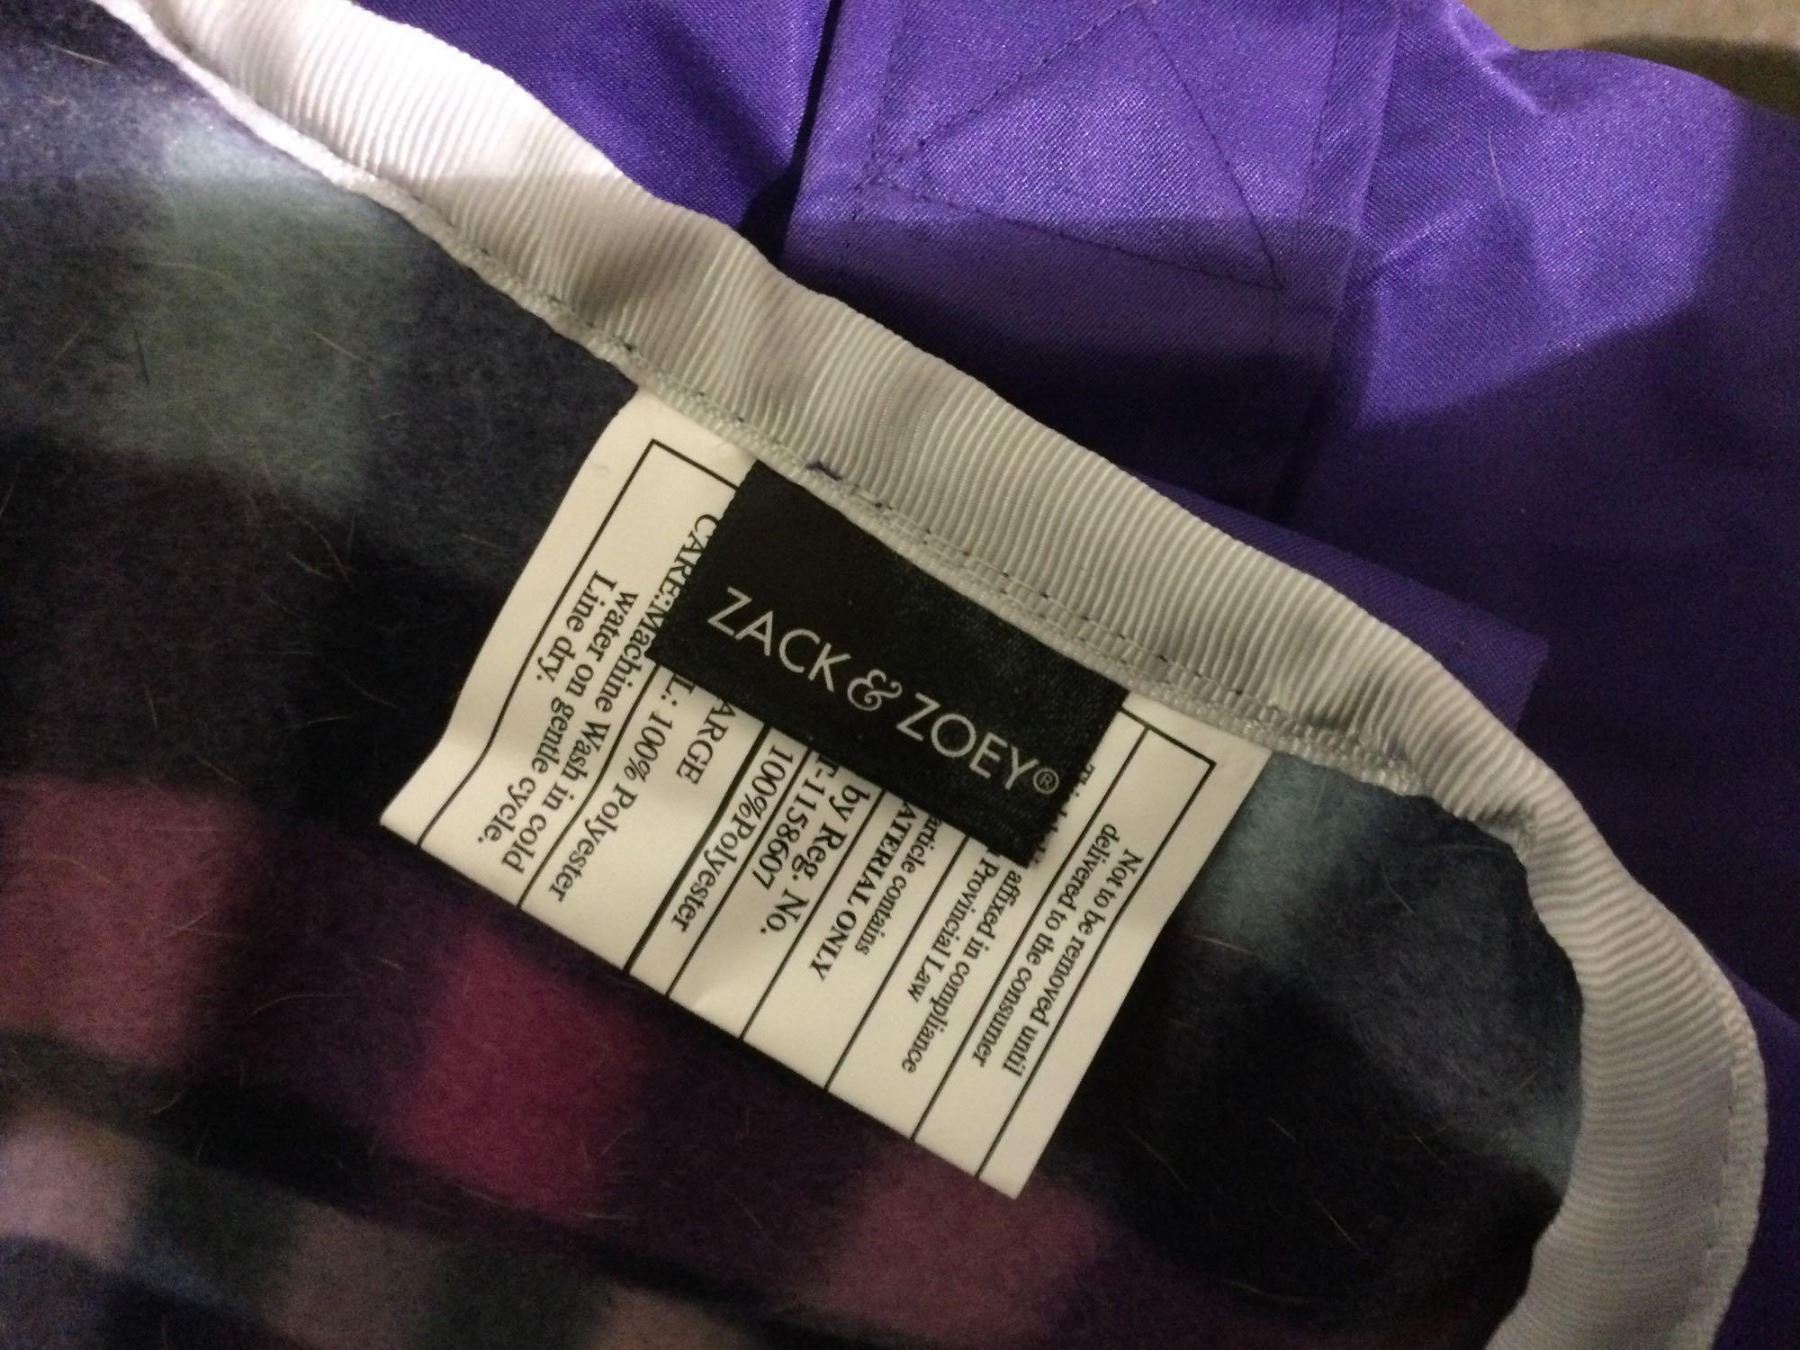 ZACK & ZOEY®
Not to be removed until
delivered to the consumer
affixed in compliance
Provincial Law
article contains
MATERIAL ONLY
by Reg. No.
-1158607
100%Polyester
LARGE
100% Polyester
CARE:Machine Wash in cold
water on gentle cycle.
Line dry.